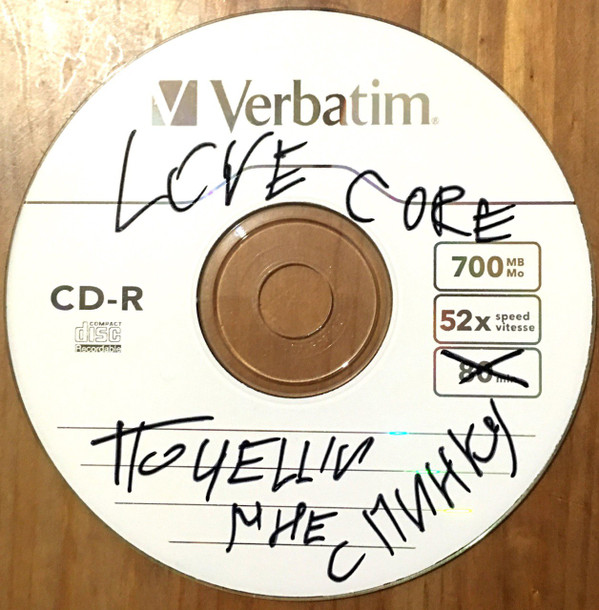 Verbatim®
LOVE CORE
700 MB
Mo
CD-R
52x speed
vitesse
COMPACT
disc
Recordable
80 min
ПОЧЕШИ
МНЕ СПИНКУ